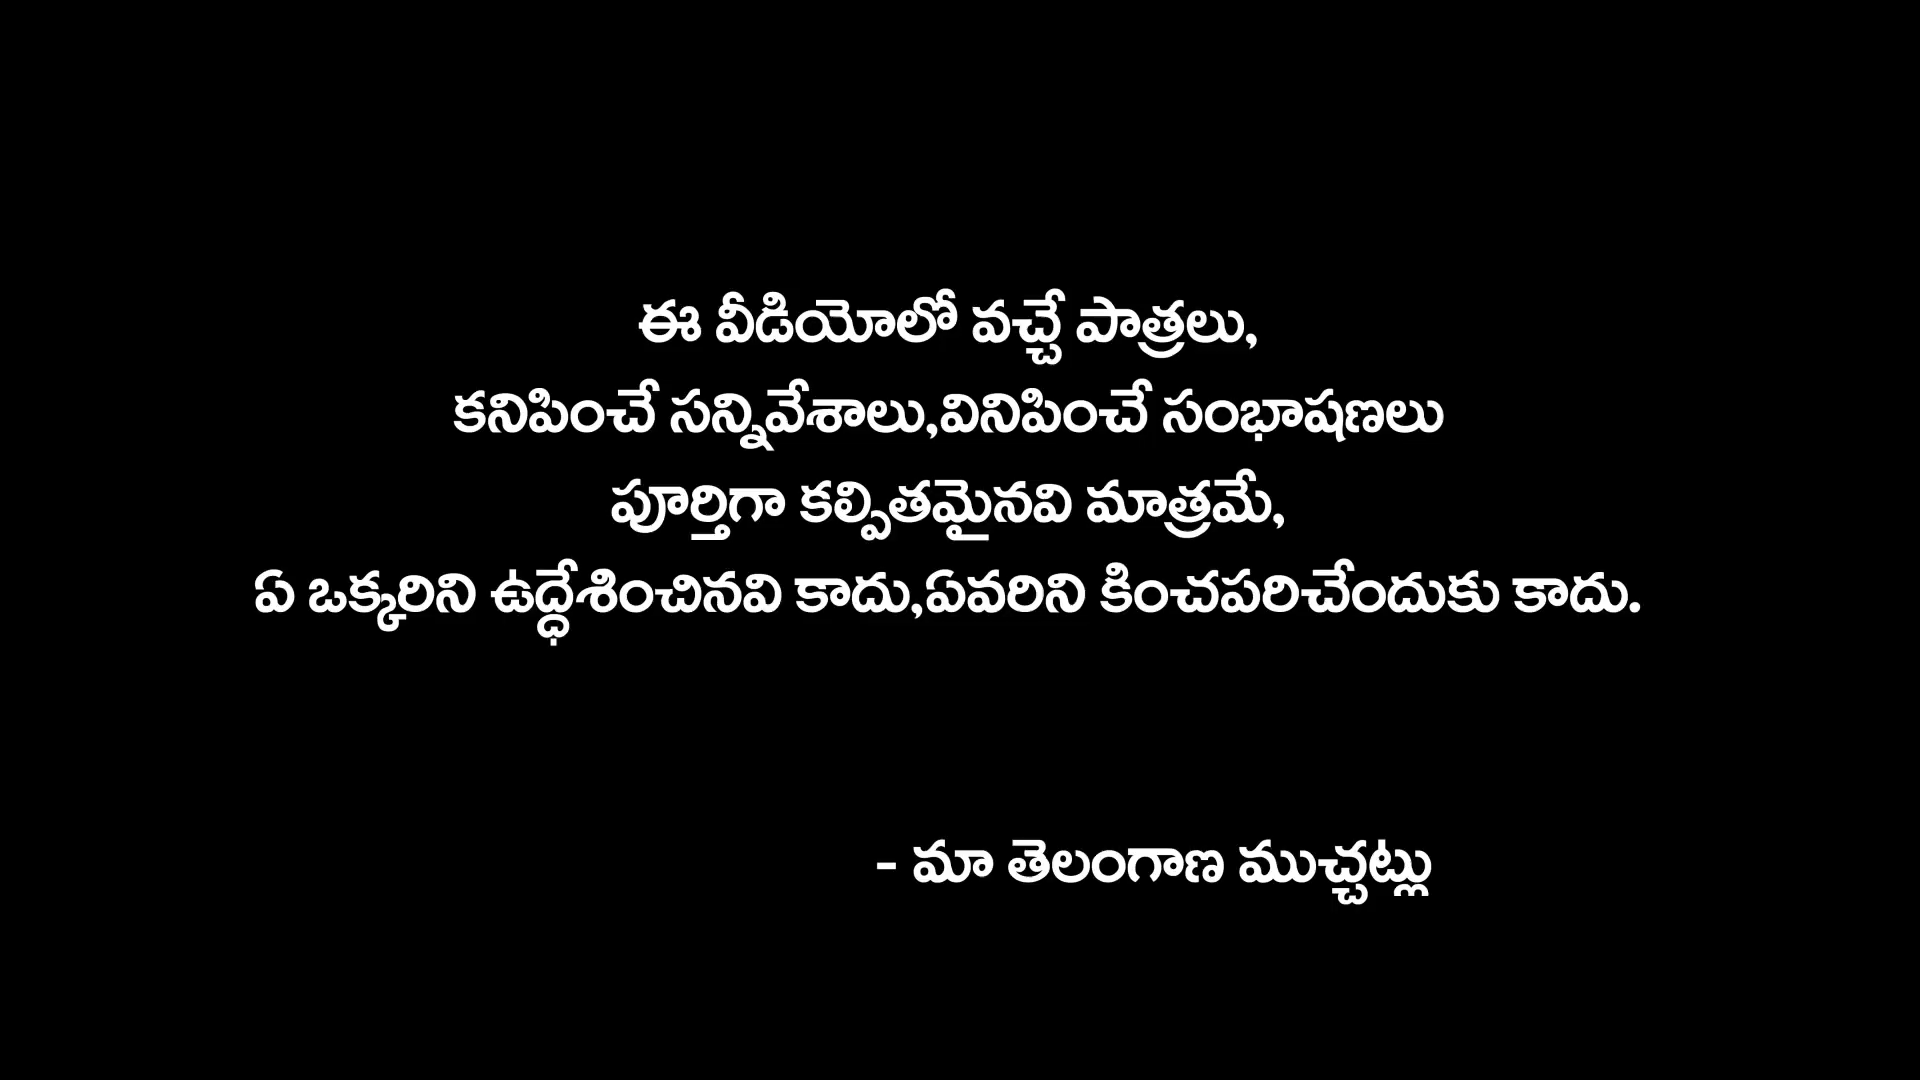 ఈ వీడియోలో వచ్చే పాత్రలు,
కనిపించే సన్నివేశాలు,వినిపించే సంభాషణలు
పూర్తిగా కల్పితమైనవి మాత్రమే,
ఏ ఒక్కరిని ఉద్ధేశించినవి కాదు,ఏవరిని కించపరిచేందుకు కాదు.
- మా తెలంగాణ ముచ్చట్లు